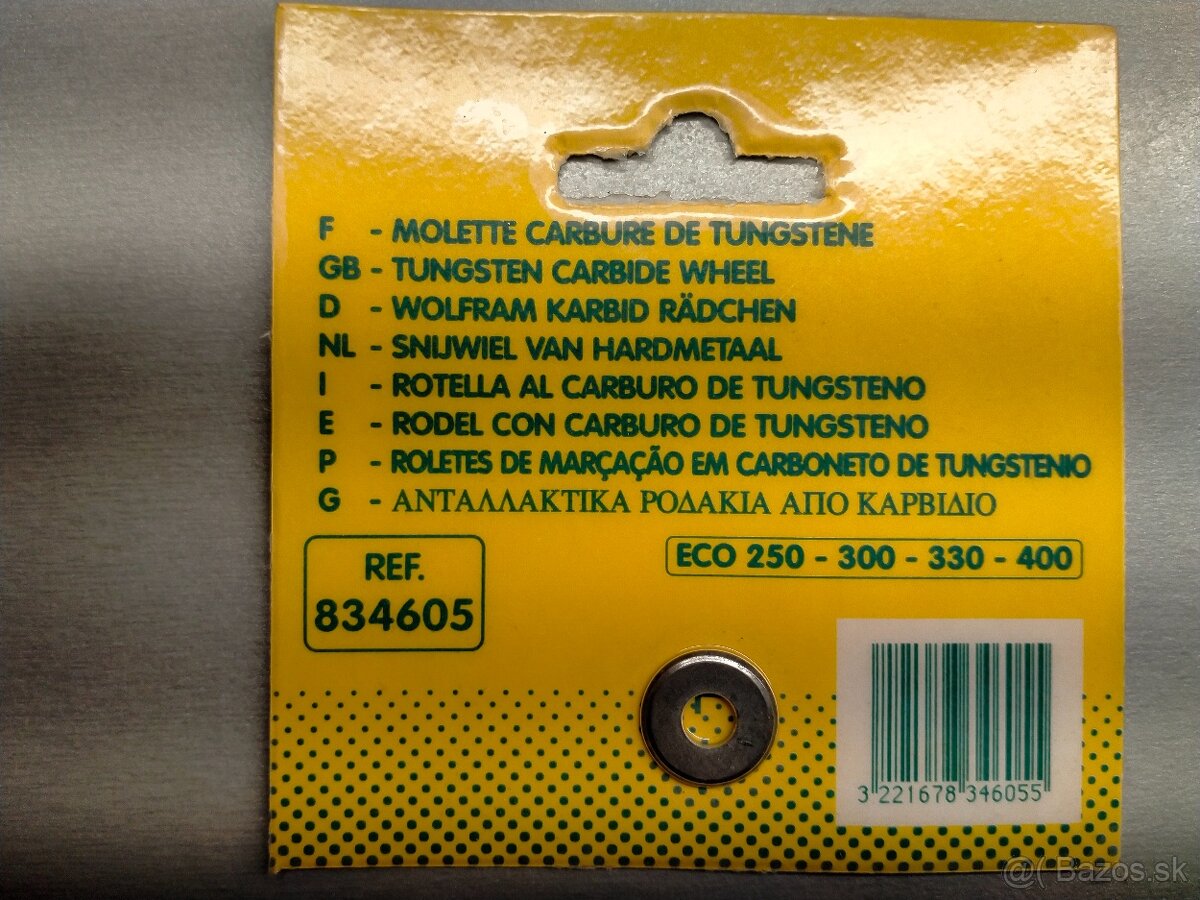 F - MOLETTE CARBURE DE TUNGSTENE
GB - TUNGSTEN CARBIDE WHEEL
D - WOLFRAM KARBID RÄDCHEN
NL - SNIJWIEL VAN HARDMETAAL
I - ROTELLA AL CARBURO DE TUNGSTENO
E - RODEL CON CARBURO DE TUNGSTENO
P - ROLETES DE MARÇAÇÃO EM CARBONETO DE TUNGSTENIO
G - ΑΝΤΑΛΛΑΚΤΙΚΑ ΡΟΔΑΚΙΑ ΑΠΟ ΚΑΡΒΙΔΙΟ
REF.
834605
ECO 250 - 300 - 330 - 400
3 221678 346055
@( Bazos.sk